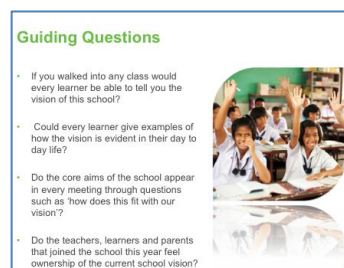 Guiding Questions
• If you walked into any class would
every learner be able to tell you the
vision of this school?
• Could every learner give examples of
how the vision is evident in their day to
day life?
• Do the core aims of the school appear
in every meeting through questions
such as ‘how does this fit with our
vision’?
• Do the teachers, learners and parents
that joined the school this year feel
ownership of the current school vision?